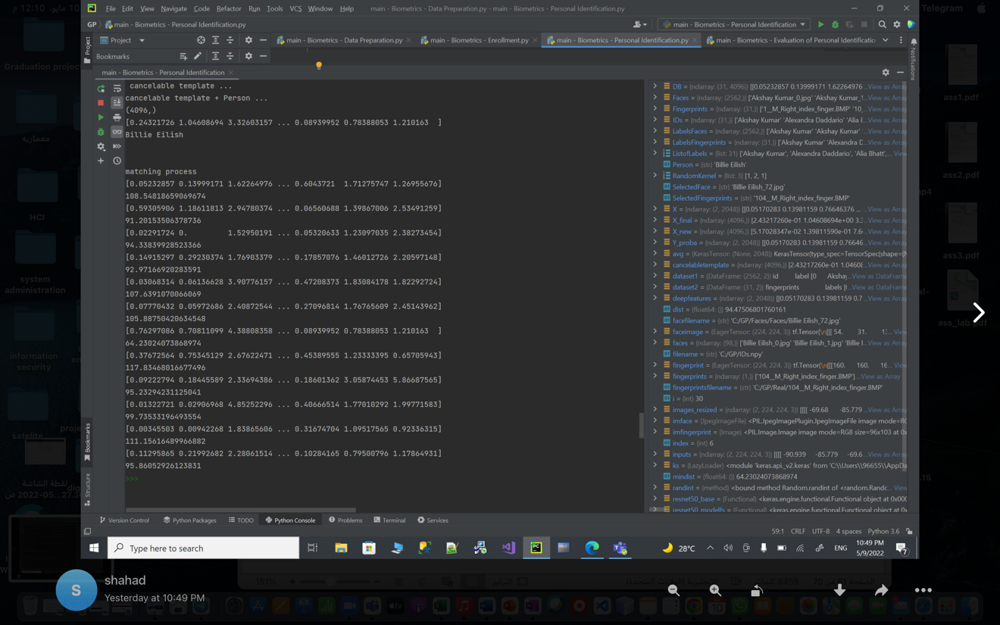 File Edit View Navigate Code Refactor Run Tools VCS Window Help main - Biometrics - Data Preparation.py - main - Biometrics - Personal Identification.py
Telegram
GP main - Biometrics - Personal Identification.py
main - Biometrics - Personal Identification
Project
main - Biometrics - Data Preparation.py
main - Biometrics - Enrollment.py
main - Biometrics - Personal Identification.py
main - Biometrics - Evaluation of Personal Identificatio
Bookmarks
Project
Notifications
main - Biometrics - Personal Identification
cancelable template ...
cancelable template + Person ...
(4096,)
[0.24321726 1.04608694 3.32603157 ... 0.08939952 0.78388053 1.210163 ]
Billie Eilish
matching process
[0.05232857 0.13999171 1.62264976 ... 0.6043721 1.71275747 1.26955676]
108.54818659069674
[0.59305906 1.18611813 2.94780374 ... 0.06560688 1.39867006 2.53491259]
91.20153506378736
[0.02291724 0. 1.52950191 ... 0.05320633 1.23097035 2.38273454]
94.33839928523366
[0.14915297 0.29230374 1.76903379 ... 0.17857076 1.46012726 2.20597148]
92.97166920283591
[0.03068314 0.06136628 3.90776157 ... 0.47208373 1.83084178 1.82292724]
107.6391070066069
[0.07770432 0.05972686 2.40872544 ... 0.27096814 1.76765609 2.45143962]
105.88750420634548
[0.76297086 0.70811099 4.38808358 ... 0.08939952 0.78388053 1.210163 ]
64.23024073868974
[0.37672564 0.75345129 2.67622471 ... 0.45389555 1.23333395 0.65705943]
117.83468016677496
[0.09222794 0.18445589 2.33694386 ... 0.18601362 3.05874453 5.86687565]
95.23294231125041
[0.01322721 0.02906968 4.85252296 ... 0.40666514 1.77010292 1.99771583]
99.73533196493554
[0.00345503 0.00942268 1.83865606 ... 0.31674704 1.09517565 0.92336315]
111.15616489966882
[0.11295865 0.21992682 2.28061514 ... 0.10284165 0.79500796 1.17864931]
95.86052926123831
>>>
DB = {ndarray: (31, 4096)} [[0.05232857 0.13999171 1.62264976 ...View as Array
Faces = {ndarray: (2562,)} ['Akshay Kumar_0.jpg' 'Akshay Kumar_1 ...View as Array
Fingerprints = {ndarray: (31,)} ['1__M_Right_index_finger.BMP' '10_ ...View as Array
IDs = {ndarray: (31,)} ['Akshay Kumar' 'Alexandra Daddario' 'Alia E ...View as Array
LabelsFaces = {ndarray: (2562,)} ['Akshay Kumar' 'Akshay Kumar' ...View as Array
LabelsFingerprints = {ndarray: (31,)} ['Akshay Kumar' 'Alexandra D ...View as Array
ListofLabels = {list: 31} ['Akshay Kumar', 'Alexandra Daddario', 'Alia Bhatt', ... View
Person = {str} 'Billie Eilish'
RandomKernel = {list: 3} [1, 2, 1]
SelectedFace = {str} 'Billie Eilish_72.jpg'
SelectedFingerprints = {str} '104__M_Right_index_finger.BMP'
X = {ndarray: (2, 2048)} [[0.05170283 0.13981159 0.76646376 ... ...View as Array
X_final = {ndarray: (4096,)} [2.43217260e-01 1.04608694e+00 3.3 ...View as Array
X_new = {ndarray: (4096,)} [5.17028347e-02 1.39811590e-01 7.6 ...View as Array
Y_proba = {ndarray: (2, 2048)} [[0.05170283 0.13981159 0.76646 ...View as Array
avg = {KerasTensor: (None, 2048)} KerasTensor(type_spec=TensorSpec(shape=(N
cancelabletemplate = {ndarray: (4096,)} [2.43217260e-01 1.0460 ...View as Array
dataset1 = {DataFrame: (2562, 2)} id label [0 Aksha ...View as DataFrame
dataset2 = {DataFrame: (31, 2)} fingerprints labels [ ...View as DataFrame
deepfeatures = {ndarray: (2, 2048)} [[0.05170283 0.13981159 0.7 ...View as Array
dist = {float64: ()} 94.47506801760161
facefilename = {str} 'C:/GP/Faces/Faces/Billie Eilish_72.jpg'
faceimage = {EagerTensor: (224, 224, 3)} tf.Tensor(\n[[[ 54. 31. 1 ... View
faces = {ndarray: (98,)} ['Billie Eilish_0.jpg' 'Billie Eilish_1.jpg' 'Billie E ...View as Array
filename = {str} 'C:/GP/IDs.npy'
fingerprint = {EagerTensor: (224, 224, 3)} tf.Tensor(\n[[[160. 160. 16 ... View
fingerprints = {ndarray: (1,)} ['104__M_Right_index_finger.BMP'] ...View as Array
fingerprintsfilename = {str} 'C:/GP/Real/104__M_Right_index_finger.BMP'
i = {int} 30
images_resized = {ndarray: (2, 224, 224, 3)} [[[[ -69.68 -85.779 ...View as Array
imface = {JpegImageFile} <PIL.JpegImagePlugin.JpegImageFile image mode=RG
imfingerprint = {Image} <PIL.Image.Image image mode=RGB size=96x103 at 0x
index = {int} 6
inputs = {ndarray: (2, 224, 224, 3)} [[[[ -90.939 -85.779 -69.6 ...View as Array
ks = {LazyLoader} <module 'keras.api._v2.keras' from 'C:\\Users\\96655\\AppDa
mindist = {float64: ()} 64.23024073868974
randint = {method} <bound method Random.randint of <random.Rando ... View
resnet50_base = {Functional} <keras.engine.functional.Functional object at 0x000
resnet50_modelfs = {Functional} <keras.engine.functional.Functional object at 0x0
Bookmarks
Structure
Version Control Python Packages TODO Python Console Problems Terminal Services
59:1 CRLF UTF-8 4 spaces Python 3.6
Type here to search
28°C
ENG
10:49 PM
5/9/2022
7
Graduation project
معمارية
HCI
system
administration
information
security
satelite
لقطة الشاشة
ass1.pdf
ass2.pdf
ass3.pdf
ass_lab.pdf
S
shahad
Yesterday at 10:49 PM
151%
التركيز